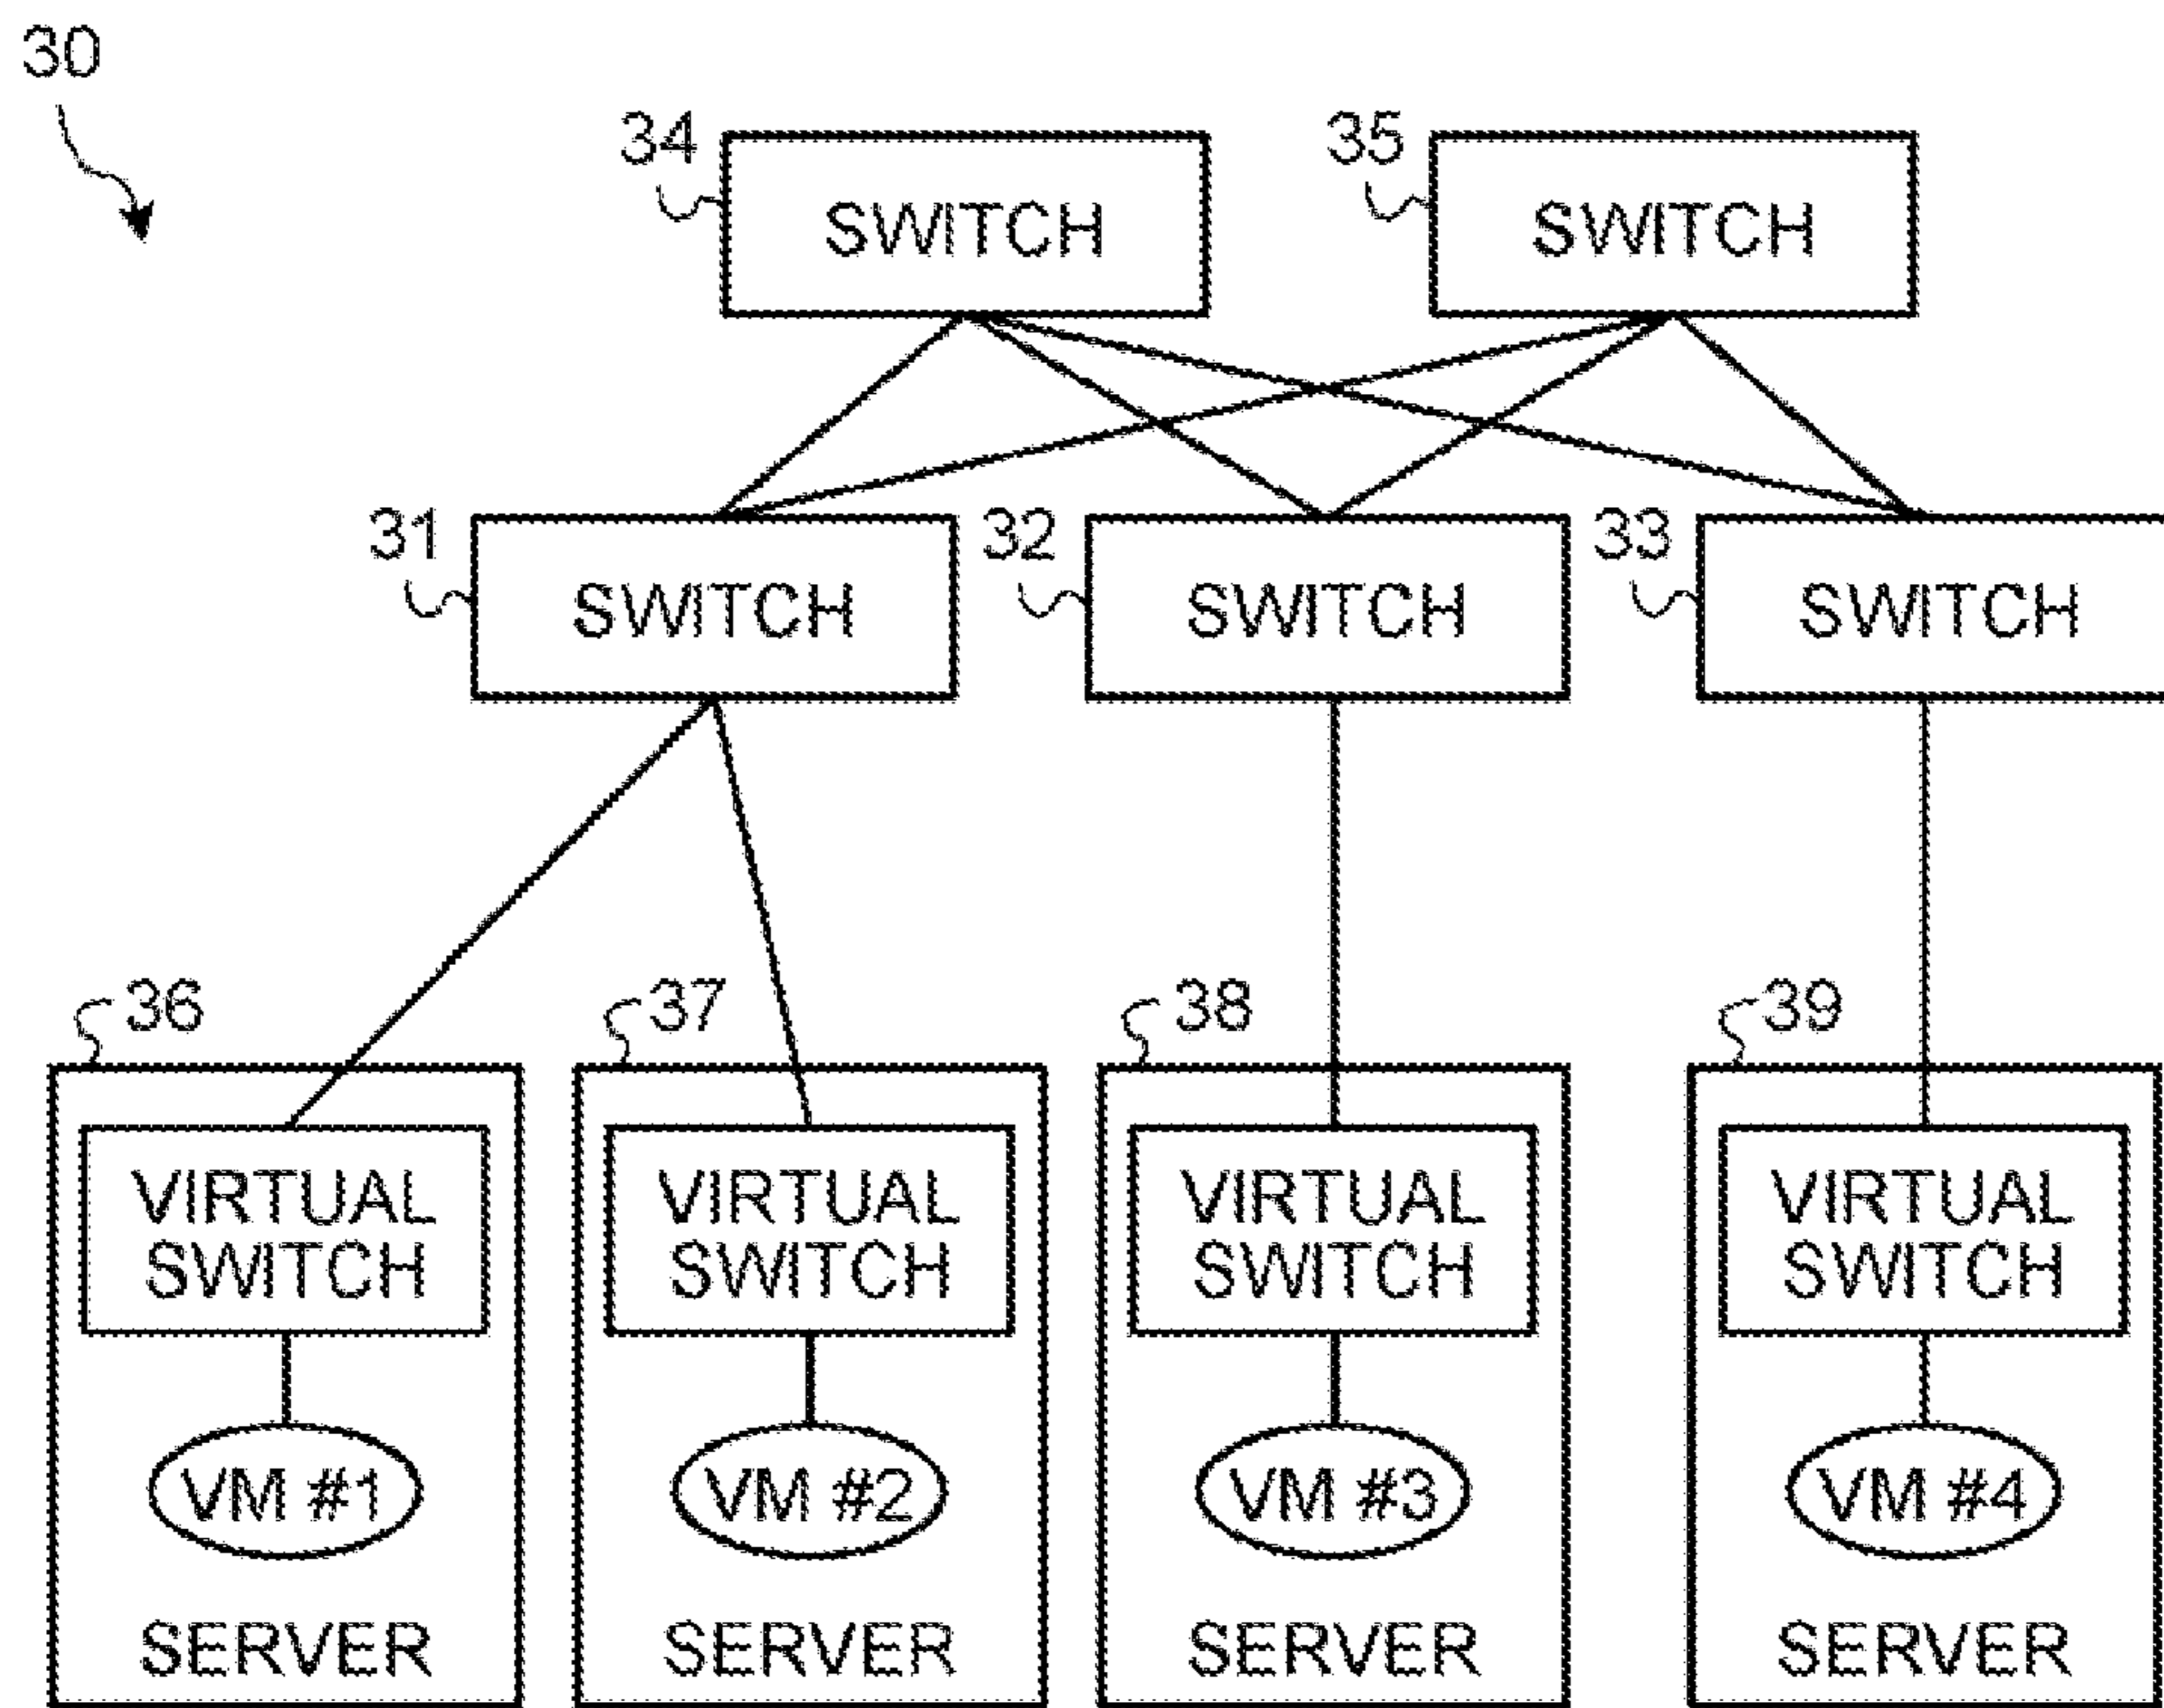 30
34
35
SWITCH
SWITCH
31
32
33
SWITCH
SWITCH
SWITCH
36
37
38
39
VIRTUAL
SWITCH
VIRTUAL
SWITCH
VIRTUAL
SWITCH
VIRTUAL
SWITCH
VM #1
VM #2
VM #3
VM #4
SERVER
SERVER
SERVER
SERVER